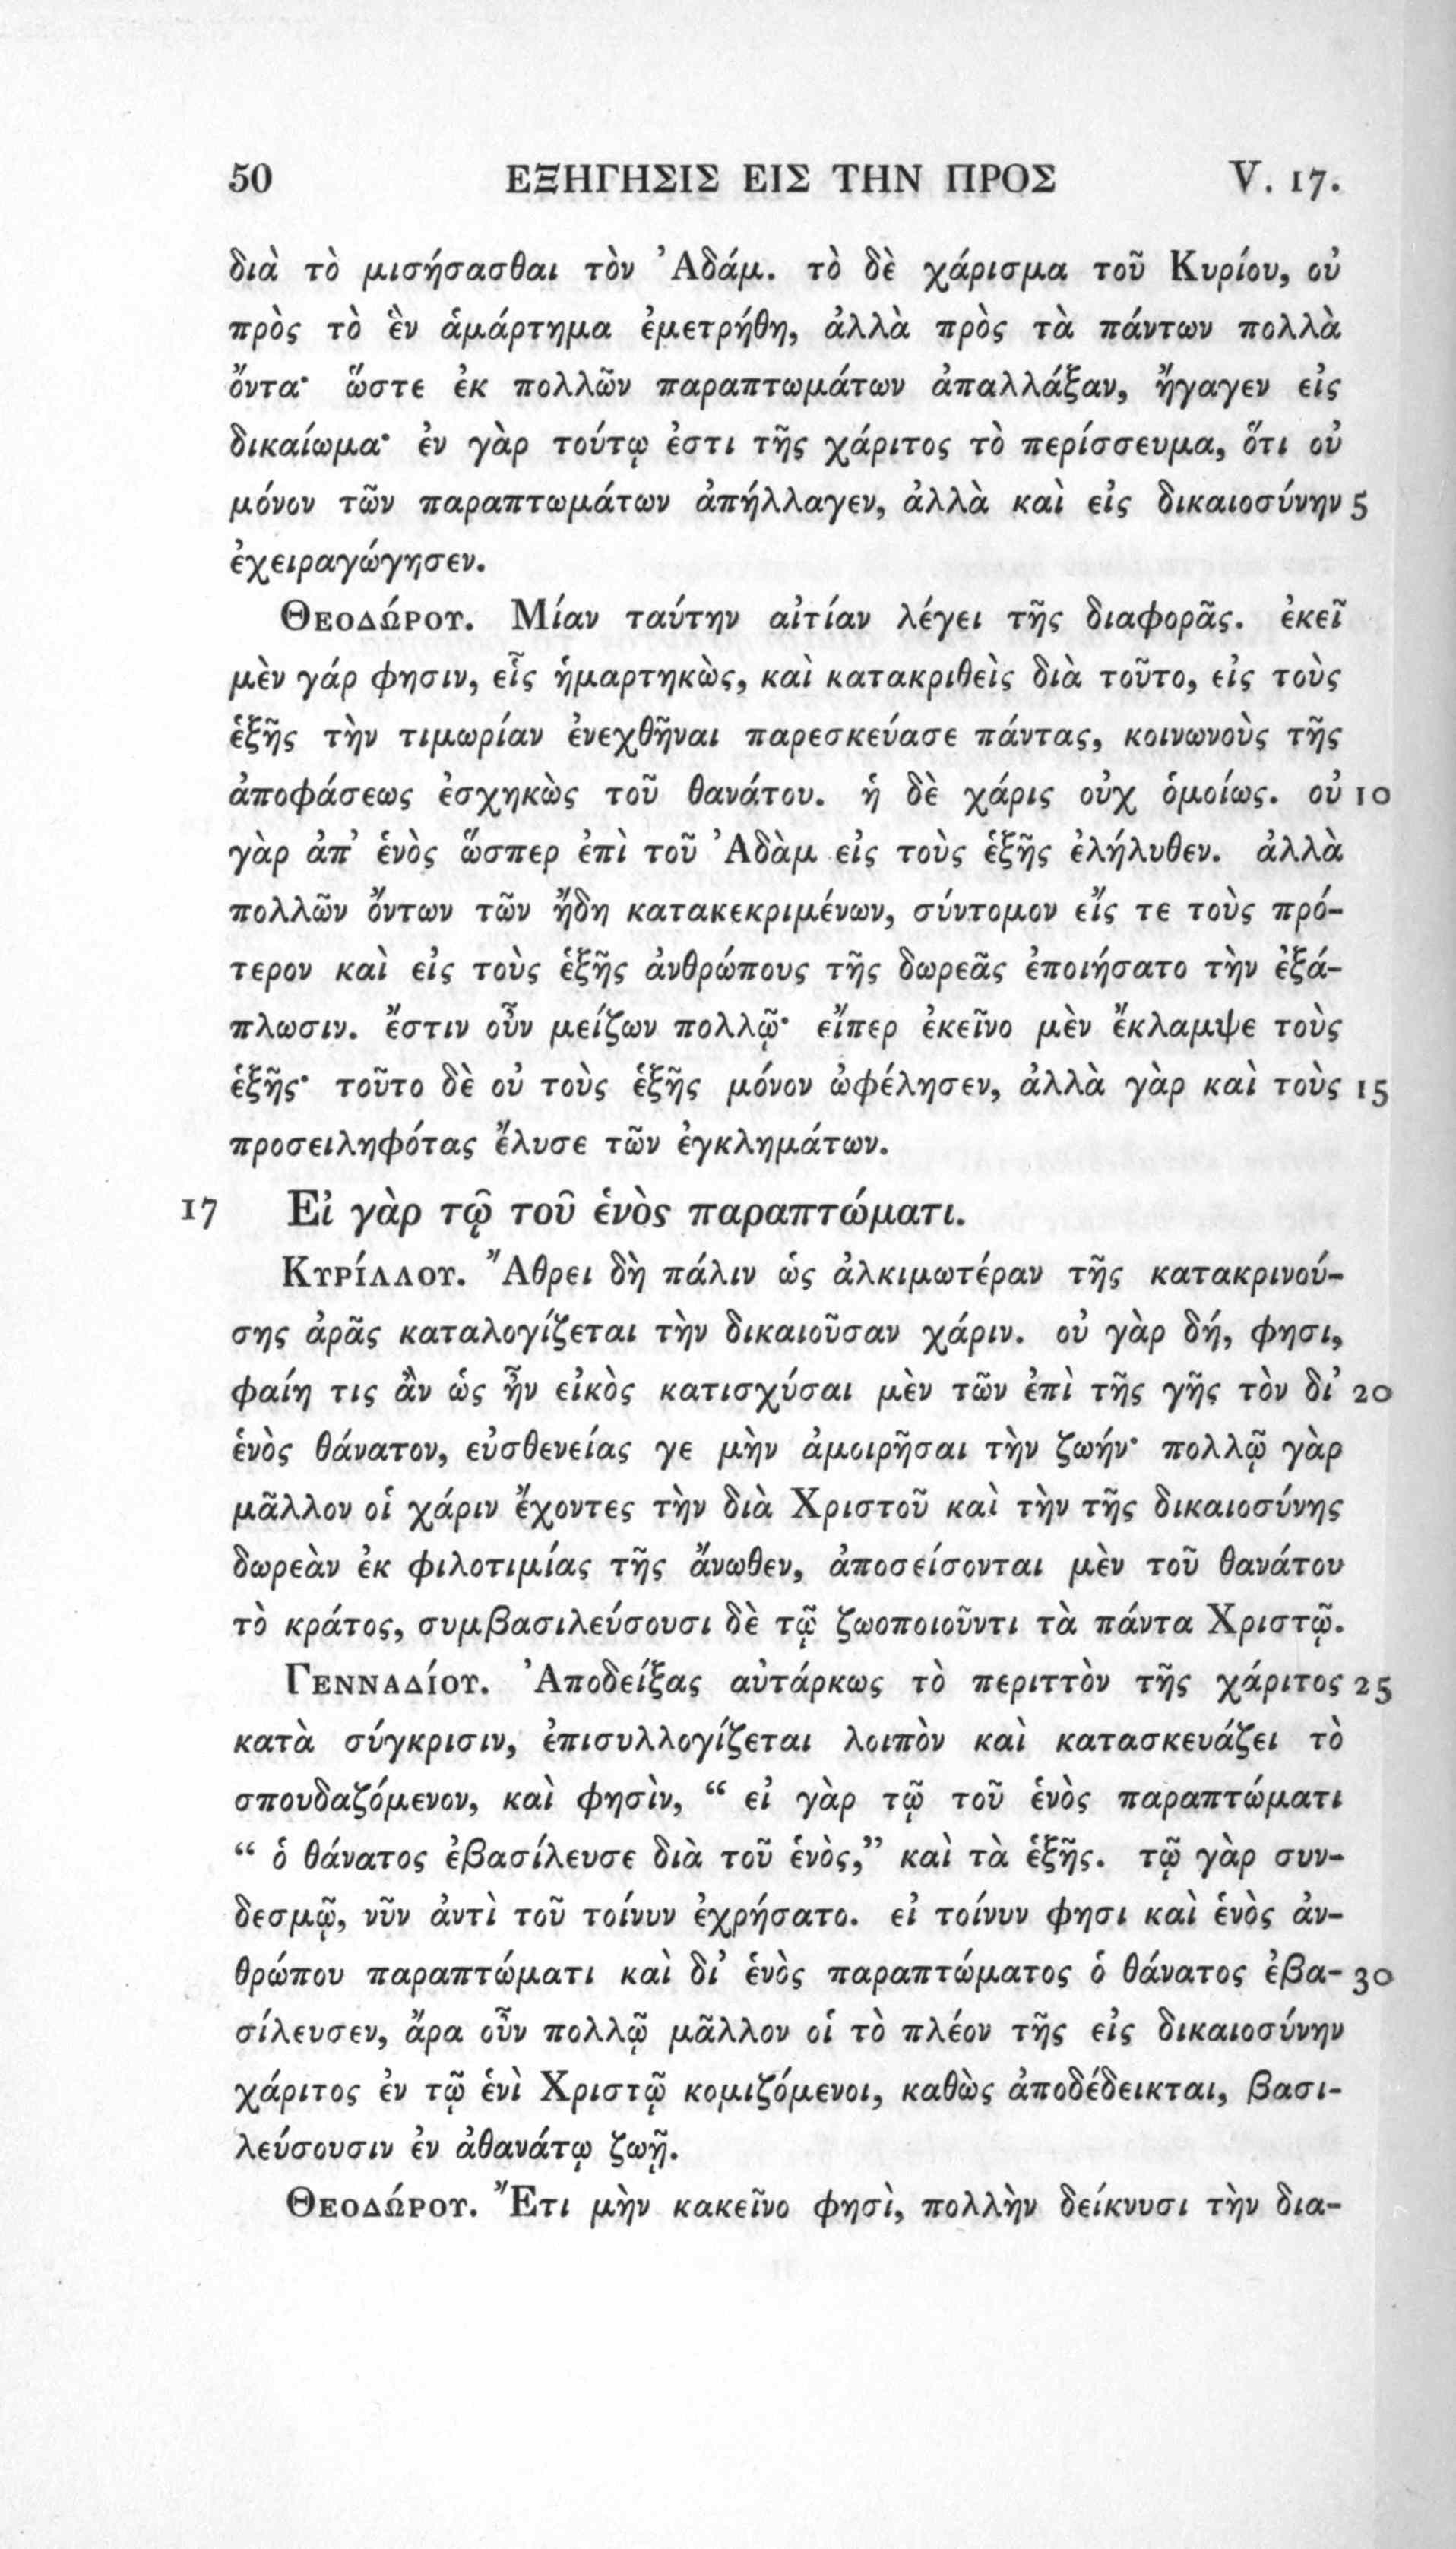 50 ΕΞΗΓΗΣΙΣ ΕΙΣ ΤΗΝ ΠΡΟΣ V. 17.
διὰ τὸ μισήσασθαι τὸν Ἀδάμ. τὸ δὲ χάρισμα τοῦ Κυρίου, οὐ
πρὸς τὸ ἓν ἁμάρτημα ἐμετρήθη, ἀλλὰ πρὸς τὰ πάντων πολλὰ
ὄντα· ὥστε ἐκ πολλῶν παραπτωμάτων ἀπαλλάξαν, ἤγαγεν εἰς
δικαίωμα· ἐν γὰρ τούτῳ ἐστι τῆς χάριτος τὸ περίσσευμα, ὅτι οὐ
μόνον τῶν παραπτωμάτων ἀπήλλαγεν, ἀλλὰ καὶ εἰς δικαιοσύνην 5
ἐχειραγώγησεν.
Θεοδώρου. Μίαν ταύτην αἰτίαν λέγει τῆς διαφορᾶς. ἐκεῖ
μὲν γάρ φησιν, εἷς ἡμαρτηκὼς, καὶ κατακριθεὶς διὰ τοῦτο, εἰς τοὺς
ἑξῆς τὴν τιμωρίαν ἐνεχθῆναι παρεσκεύασε πάντας, κοινωνοὺς τῆς
ἀποφάσεως ἐσχηκὼς τοῦ θανάτου. ἡ δὲ χάρις οὐχ ὁμοίως. οὐ 10
γὰρ ἀπ’ ἑνὸς ὥσπερ ἐπὶ τοῦ Ἀδὰμ εἰς τοὺς ἑξῆς ἐλήλυθεν. ἀλλὰ
πολλῶν ὄντων τῶν ἤδη κατακεκριμένων, σύντομον εἴς τε τοὺς πρό-
τερον καὶ εἰς τοὺς ἑξῆς ἀνθρώπους τῆς δωρεᾶς ἐποιήσατο τὴν ἐξά-
πλωσιν. ἔστιν οὖν μείζων πολλῷ· εἴπερ ἐκεῖνο μὲν ἔκλαμψε τοὺς
ἑξῆς· τοῦτο δὲ οὐ τοὺς ἑξῆς μόνον ὠφέλησεν, ἀλλὰ γὰρ καὶ τοὺς 15
προσειληφότας ἔλυσε τῶν ἐγκλημάτων.
17 Εἰ γὰρ τῷ τοῦ ἑνὸς παραπτώματι.
Κυρίλλου. Ἄθρει δὴ πάλιν ὡς ἀλκιμωτέραν τῆς κατακρινού-
σης ἀρᾶς καταλογίζεται τὴν δικαιοῦσαν χάριν. οὐ γὰρ δή, φησι,
φαίη τις ἂν ὡς ἦν εἰκὸς κατισχύσαι μὲν τῶν ἐπὶ τῆς γῆς τὸν δι’ 20
ἑνὸς θάνατον, εὐσθενείας γε μὴν ἀμοιρῆσαι τὴν ζωήν· πολλῷ γὰρ
μᾶλλον οἱ χάριν ἔχοντες τὴν διὰ Χριστοῦ καὶ τὴν τῆς δικαιοσύνης
δωρεὰν ἐκ φιλοτιμίας τῆς ἄνωθεν, ἀποσείσονται μὲν τοῦ θανάτου
τὸ κράτος, συμβασιλεύσουσι δὲ τῷ ζωοποιοῦντι τὰ πάντα Χριστῷ.
Γενναδίου. Ἀποδείξας αὐτάρκως τὸ περιττὸν τῆς χάριτος 25
κατὰ σύγκρισιν, ἐπισυλλογίζεται λοιπὸν καὶ κατασκευάζει τὸ
σπουδαζόμενον, καὶ φησὶν, “ εἰ γὰρ τῷ τοῦ ἑνὸς παραπτώματι
“ ὁ θάνατος ἐβασίλευσε διὰ τοῦ ἑνὸς,” καὶ τὰ ἑξῆς. τῷ γὰρ συν-
δεσμῷ, νῦν ἀντὶ τοῦ τοίνυν ἐχρήσατο. εἰ τοίνυν φησι καὶ ἑνὸς ἀν-
θρώπου παραπτώματι καὶ δι’ ἑνὸς παραπτώματος ὁ θάνατος ἐβα- 30
σίλευσεν, ἄρα οὖν πολλῷ μᾶλλον οἱ τὸ πλέον τῆς εἰς δικαιοσύνην
χάριτος ἐν τῷ ἑνὶ Χριστῷ κομιζόμενοι, καθὼς ἀποδέδεικται, βασι-
λεύσουσιν ἐν ἀθανάτῳ ζωῇ.
Θεοδώρου. Ἔτι μὴν κακεῖνο φησὶ, πολλὴν δείκνυσι τὴν δια-